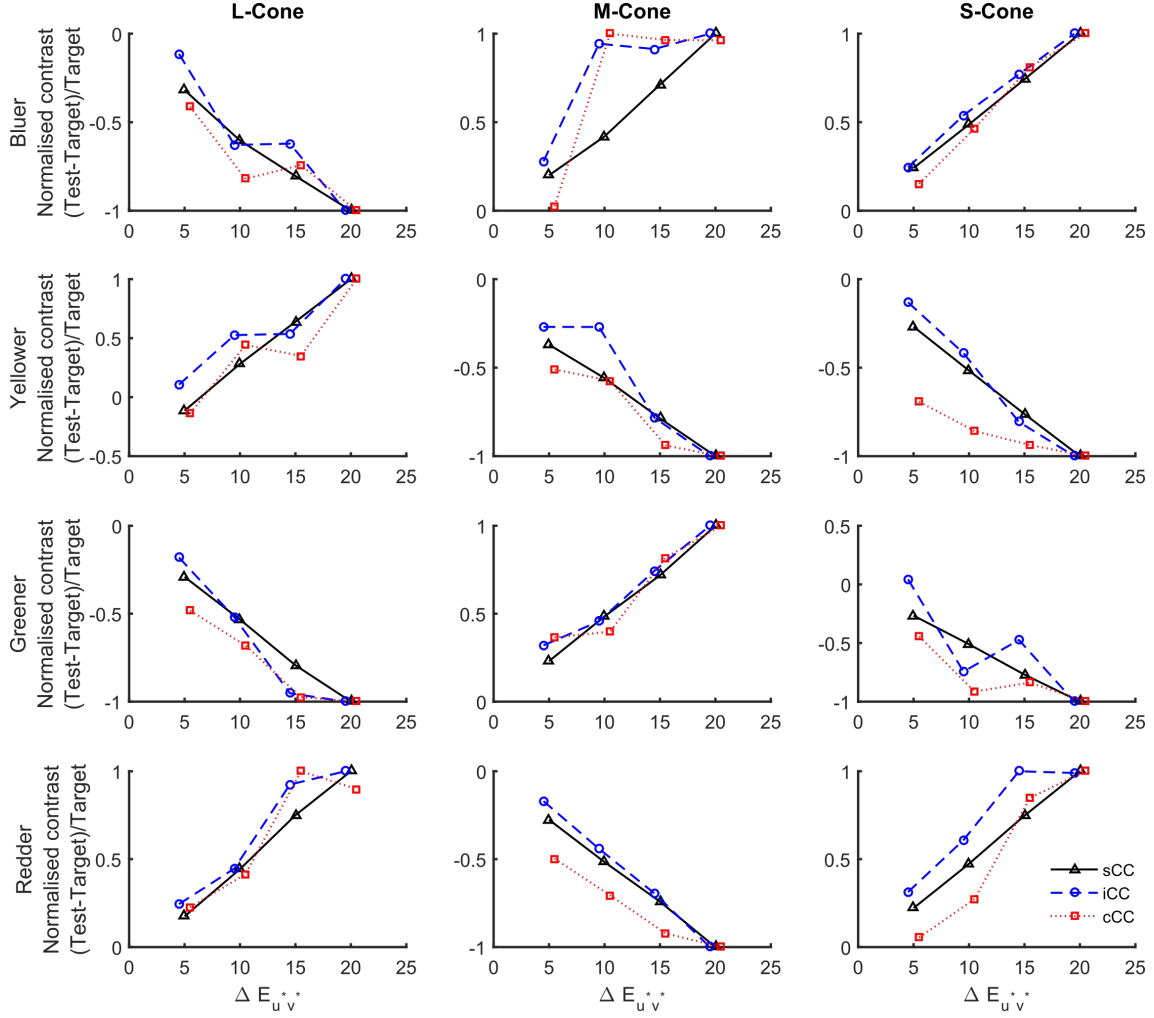 L-Cone M-Cone S-Cone
Bluer
Normalised contrast
(Test-Target)/Target
0
-0.5
-1
0 5 10 15 20 25
1
0.5
0
0 5 10 15 20 25
1
0.5
0
0 5 10 15 20 25
Yellower
Normalised contrast
(Test-Target)/Target
1
0.5
0
-0.5
0 5 10 15 20 25
0
-0.5
-1
0 5 10 15 20 25
0
-0.5
-1
0 5 10 15 20 25
Greener
Normalised contrast
(Test-Target)/Target
0
-0.5
-1
0 5 10 15 20 25
1
0.5
0
0 5 10 15 20 25
0.5
0
-0.5
-1
0 5 10 15 20 25
Redder
Normalised contrast
(Test-Target)/Target
1
0.5
0
0 5 10 15 20 25
Δ E u*v*
0
-0.5
-1
0 5 10 15 20 25
Δ E u*v*
1
0.5
0
0 5 10 15 20 25
Δ E u*v*
sCC
iCC
cCC